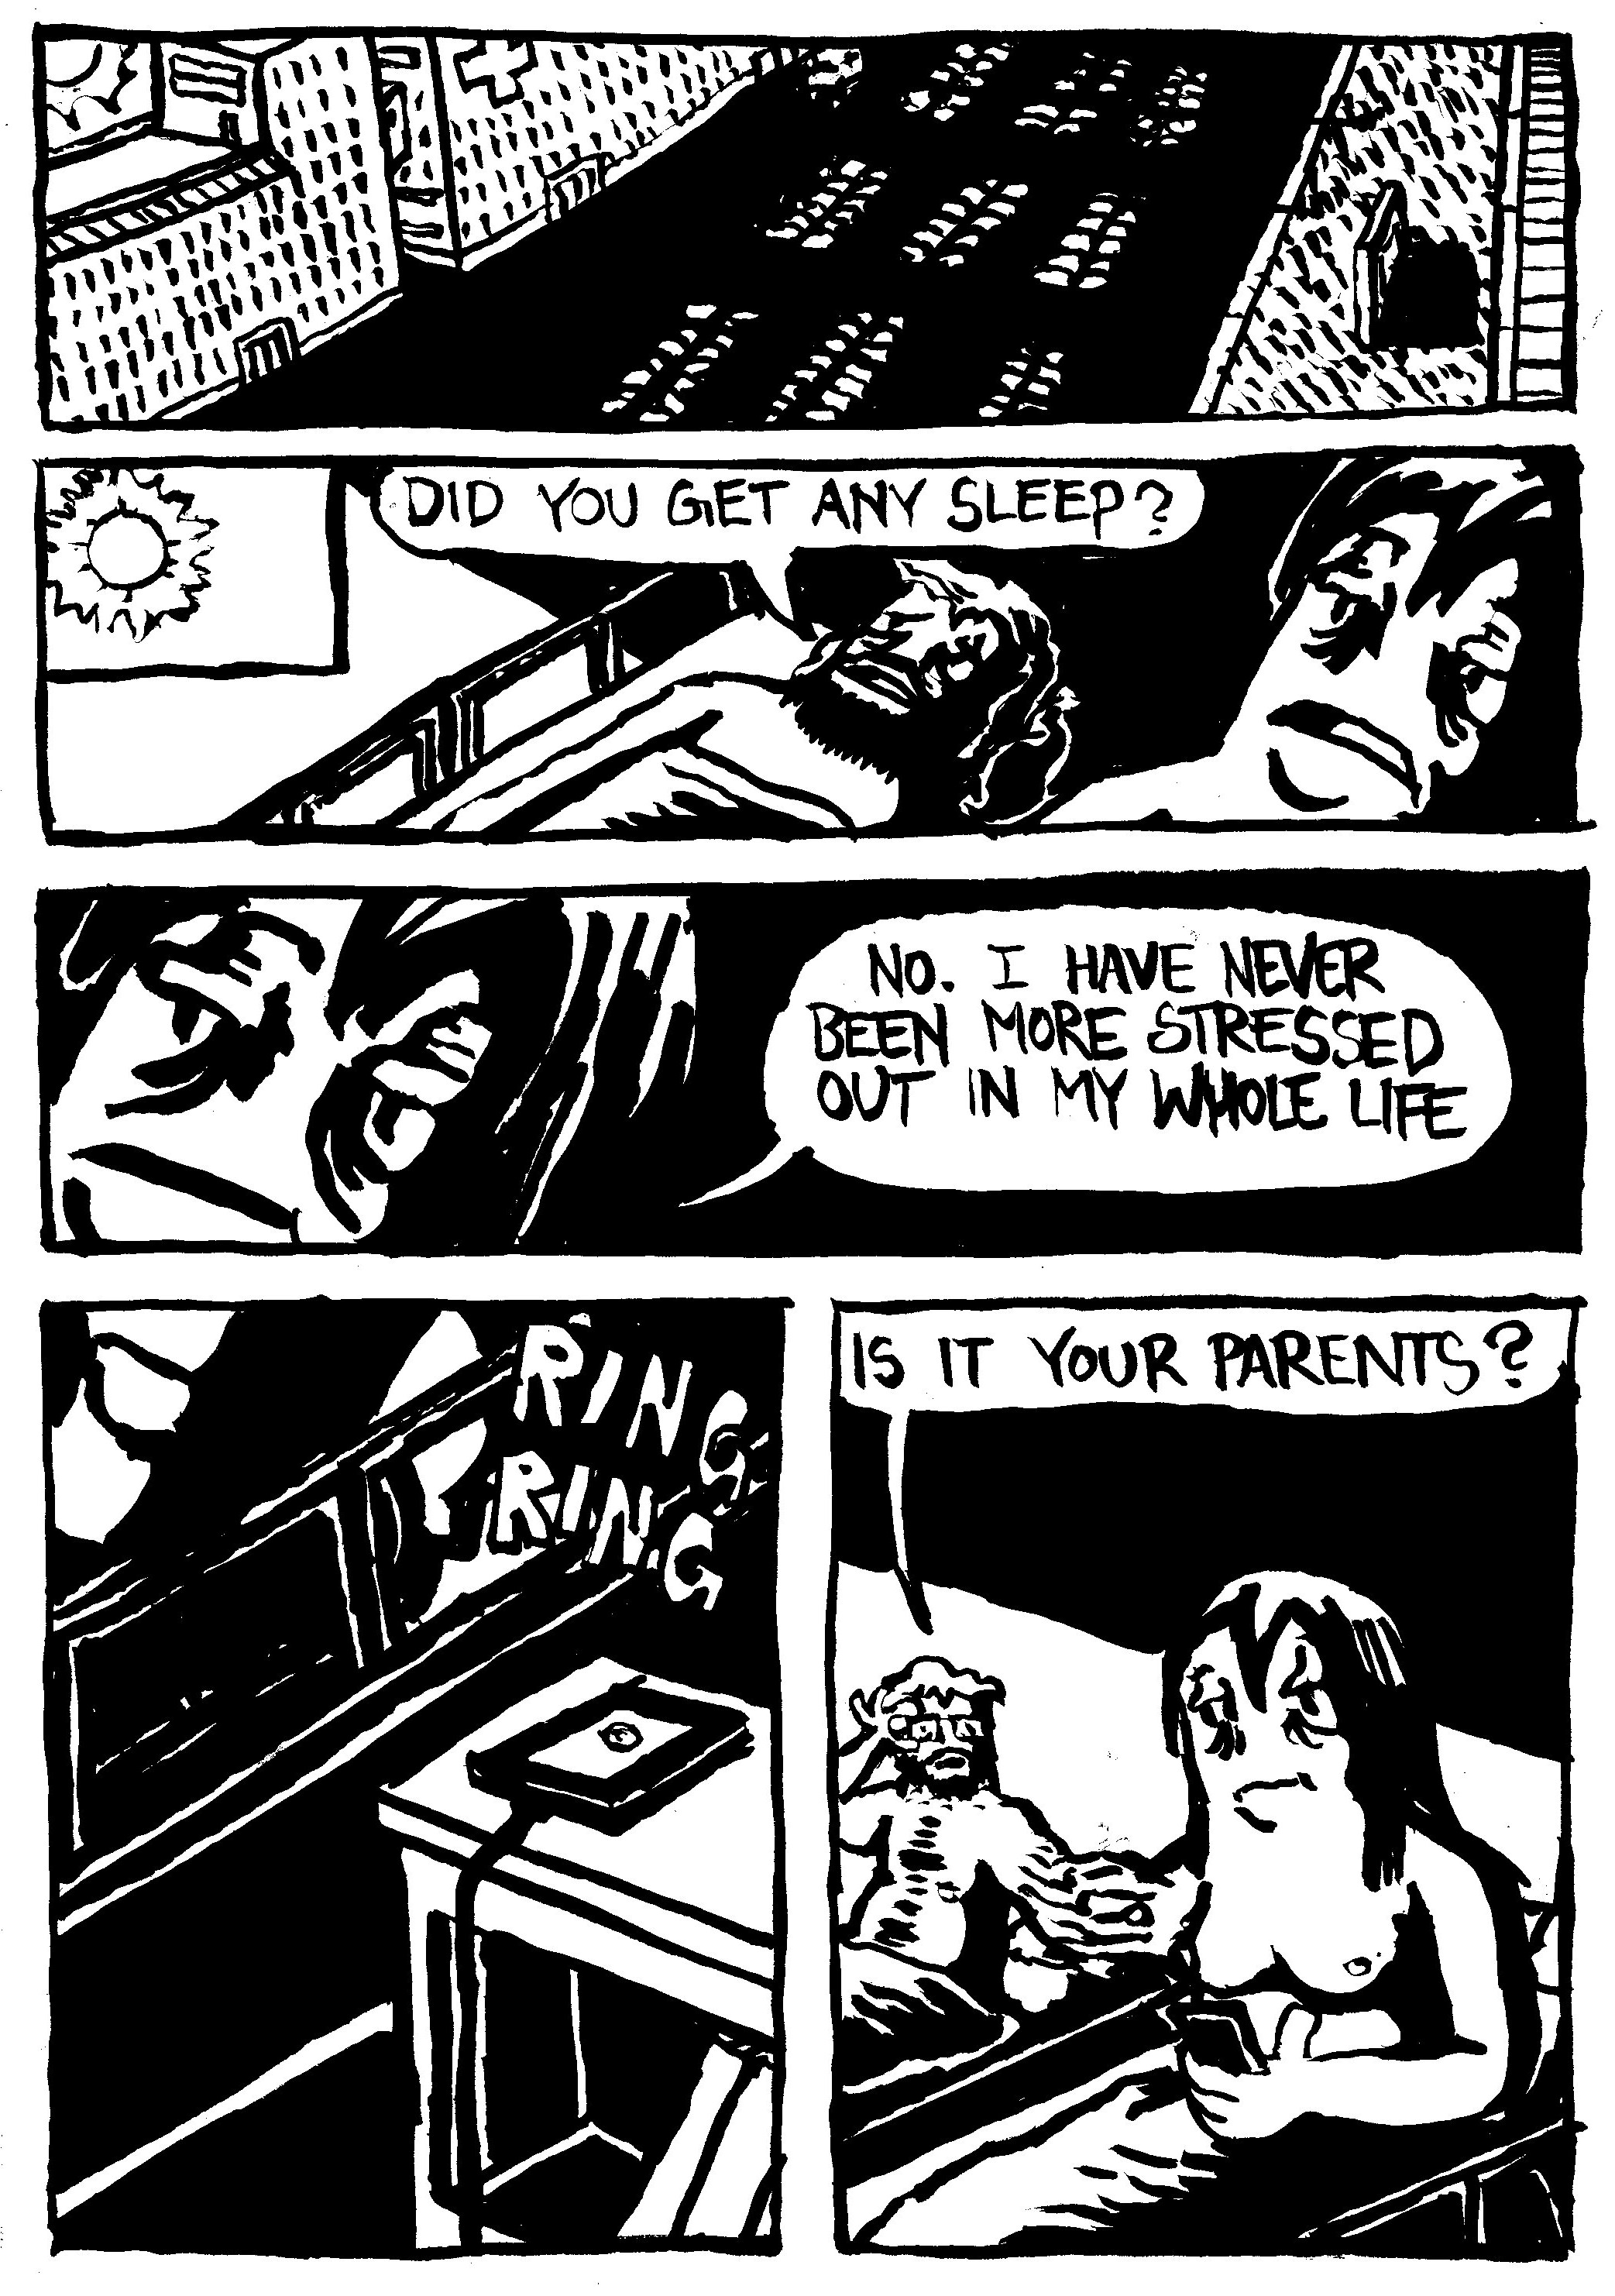 DID YOU GET ANY SLEEP?
NO. I HAVE NEVER
BEEN MORE STRESSED
OUT IN MY WHOLE LIFE
RING
RING
IS IT YOUR PARENTS?